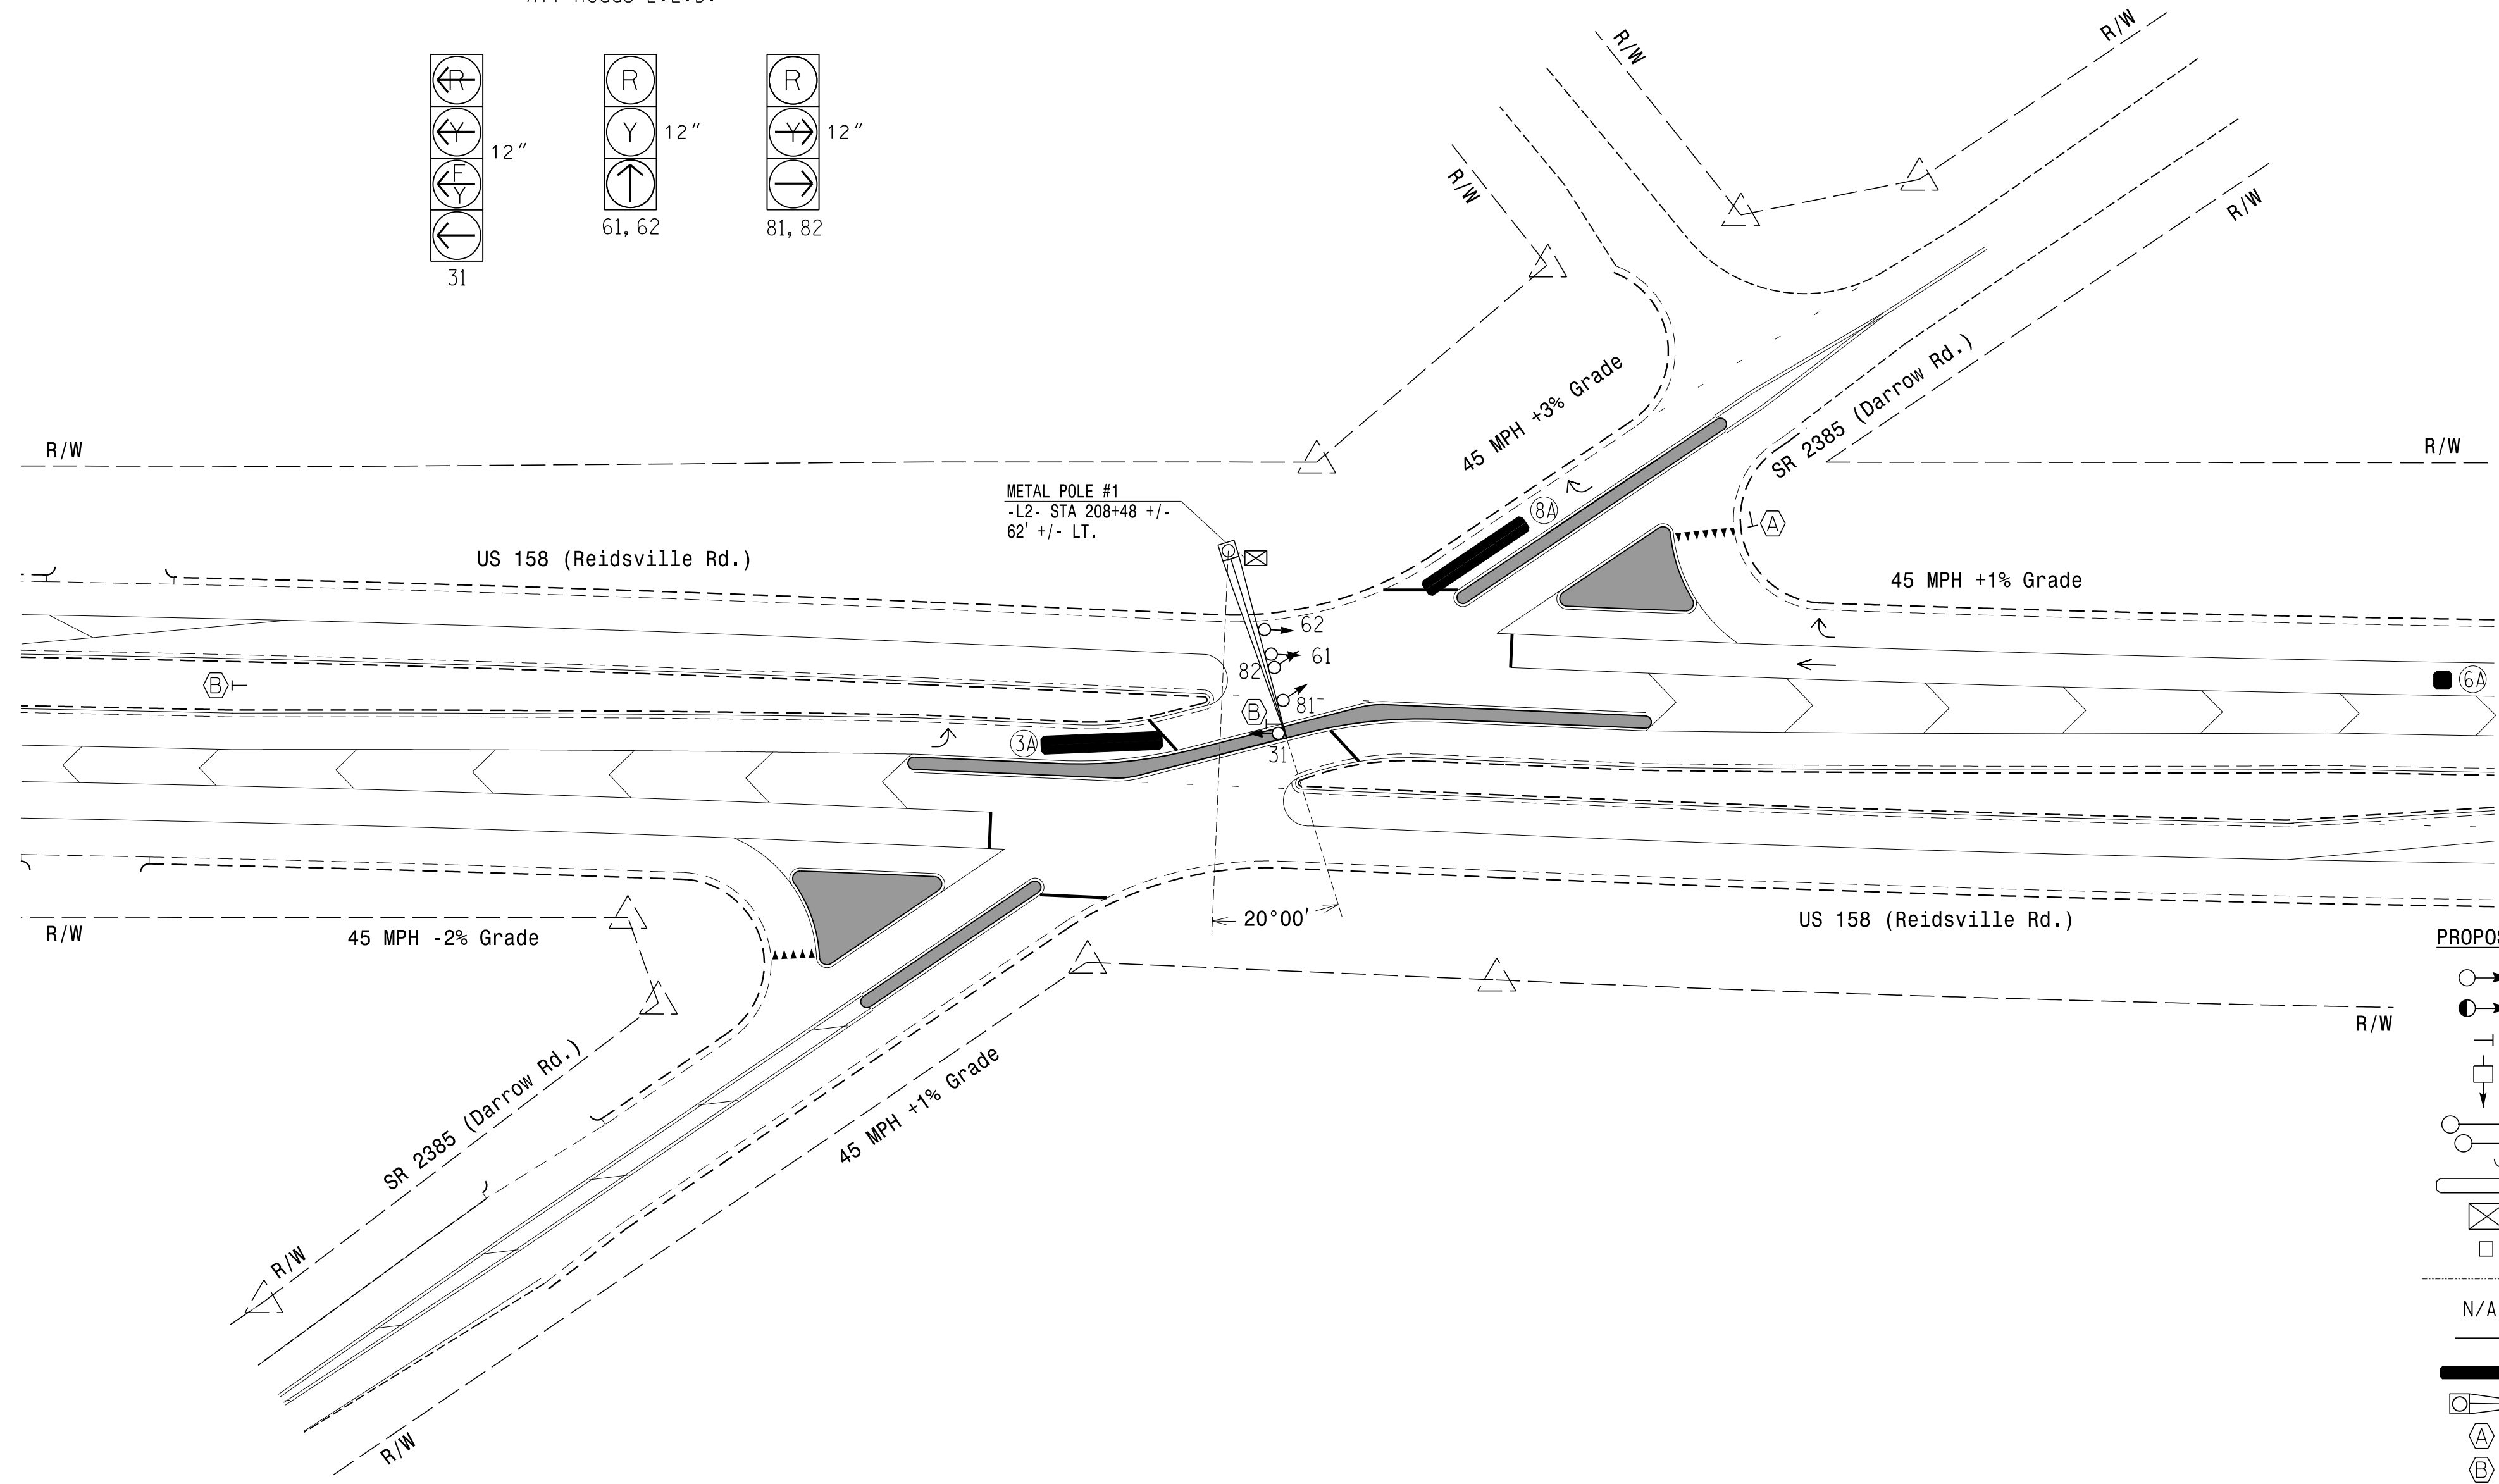 R
Y
F
Y
12"
31
R
Y
12"
61, 62
R
Y
12"
81, 82
R/W
R/W
R/W
R/W
45 MPH +3% Grade
SR 2385 (Darrow Rd.)
R/W
R/W
METAL POLE #1
-L2- STA 208+48 +/-
62' +/- LT.
8A
A
US 158 (Reidsville Rd.)
45 MPH +1% Grade
62
61
82
81
B
B
6A
3A
31
20°00'
US 158 (Reidsville Rd.)
R/W
45 MPH -2% Grade
R/W
SR 2385 (Darrow Rd.)
45 MPH +1% Grade
R/W
R/W
N/A
A
B